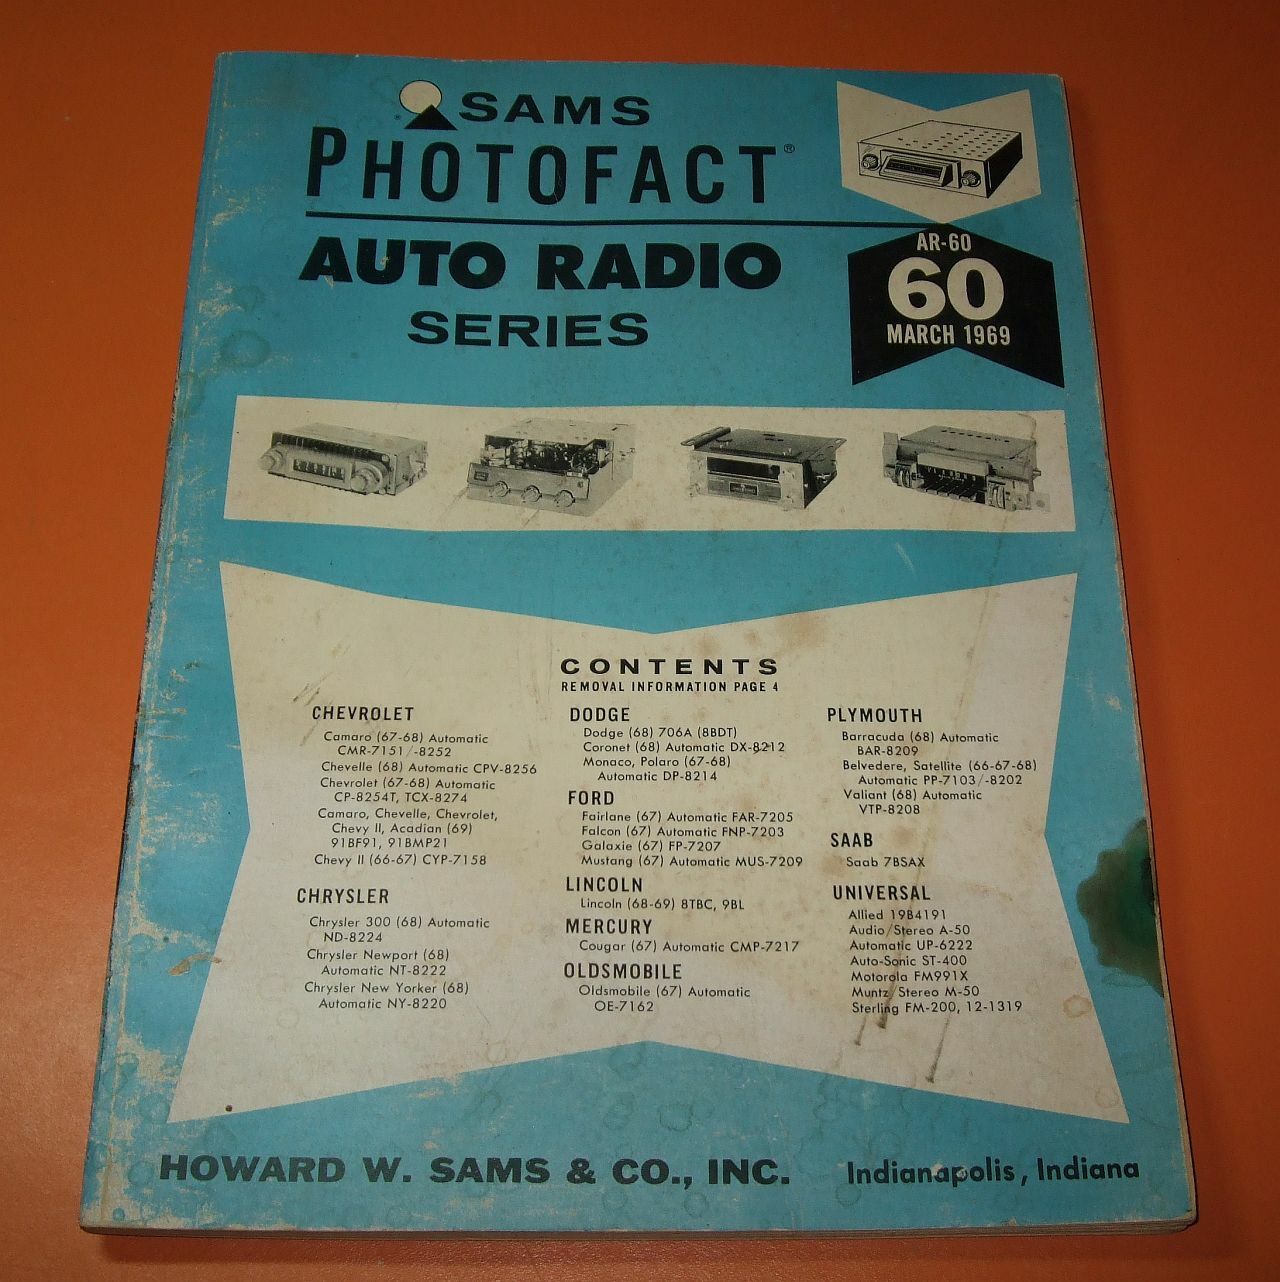 SAMS
PHOTOFACT®
AUTO RADIO
SERIES
AR-60
60
MARCH 1969
CONTENTS
REMOVAL INFORMATION PAGE 4
CHEVROLET
Camaro (67-68) Automatic
CMR-7151/-8252
Chevelle (68) Automatic CPV-8256
Chevrolet (67-68) Automatic
CP-8254T, TCX-8274
Camaro, Chevelle, Chevrolet,
Chevy II, Acadian (69)
91BF91, 91BMP21
Chevy II (66-67) CYP-7158
CHRYSLER
Chrysler 300 (68) Automatic
ND-8224
Chrysler Newport (68)
Automatic NT-8222
Chrysler New Yorker (68)
Automatic NY-8220
DODGE
Dodge (68) 706A (8BDT)
Coronet (68) Automatic DX-8212
Monaco, Polaro (67-68)
Automatic DP-8214
FORD
Fairlane (67) Automatic FAR-7205
Falcon (67) Automatic FNP-7203
Galaxie (67) FP-7207
Mustang (67) Automatic MUS-7209
LINCOLN
Lincoln (68-69) 8TBC, 9BL
MERCURY
Cougar (67) Automatic CMP-7217
OLDSMOBILE
Oldsmobile (67) Automatic
OE-7162
PLYMOUTH
Barracuda (68) Automatic
BAR-8209
Belvedere, Satellite (66-67-68)
Automatic PP-7103/-8202
Valiant (68) Automatic
VTP-8208
SAAB
Saab 7BSAX
UNIVERSAL
Allied 19B4191
Audio Stereo A-50
Automatic UP-6222
Auto-Sonic ST-400
Motorola FM991X
Muntz Stereo M-50
Sterling FM-200, 12-1319
HOWARD W. SAMS & CO., INC.
Indianapolis, Indiana